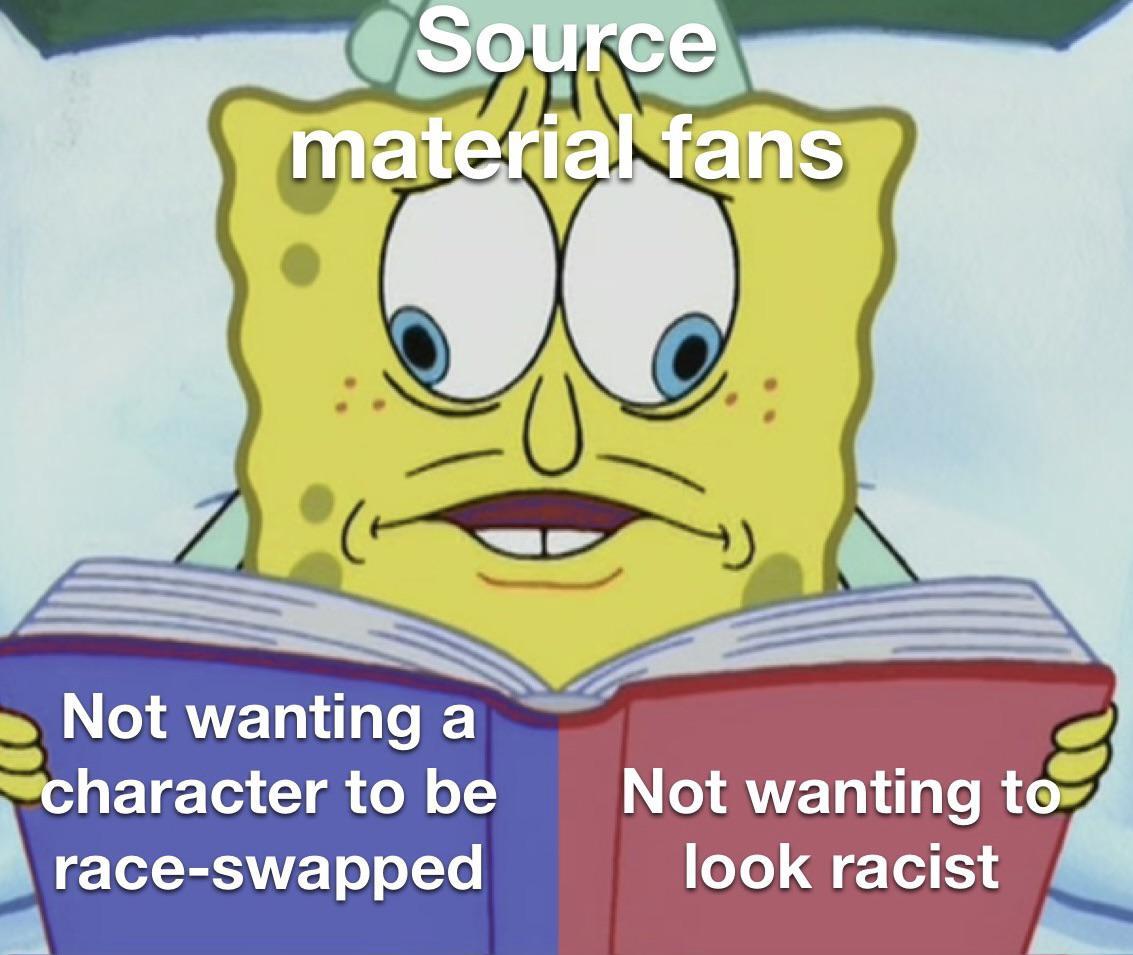 Source
material fans
Not wanting a
character to be
race-swapped
Not wanting to
look racist